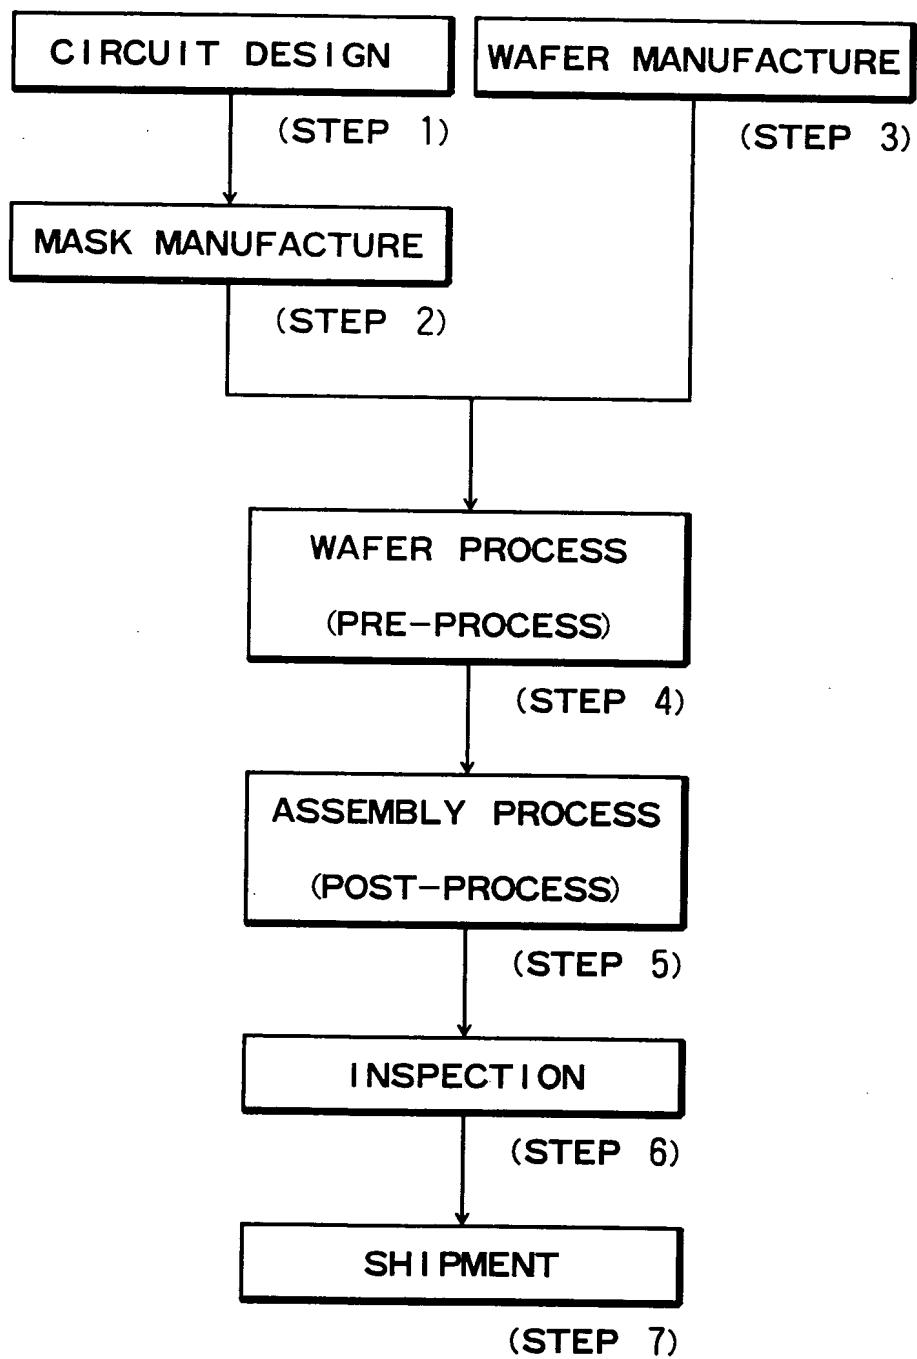 CIRCUIT DESIGN
(STEP 1)
WAFER MANUFACTURE
(STEP 3)
MASK MANUFACTURE
(STEP 2)
WAFER PROCESS
(PRE-PROCESS)
(STEP 4)
ASSEMBLY PROCESS
(POST-PROCESS)
(STEP 5)
INSPECTION
(STEP 6)
SHIPMENT
(STEP 7)